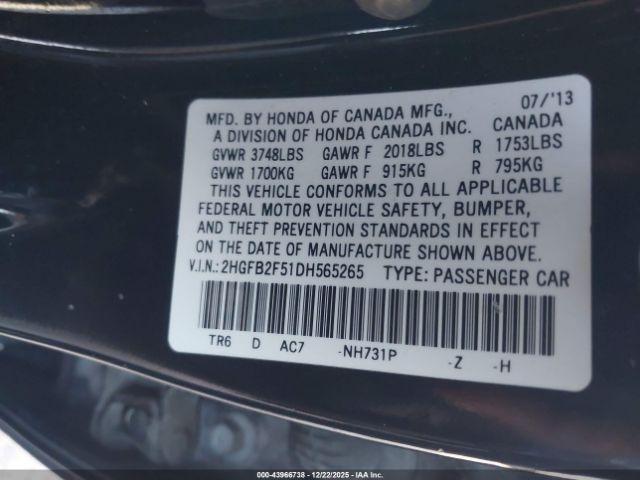 07/'13
MFD. BY HONDA OF CANADA MFG.,
A DIVISION OF HONDA CANADA INC. CANADA
GVWR 3748LBS GAWR F 2018LBS R 1753LBS
GVWR 1700KG GAWR F 915KG R 795KG
THIS VEHICLE CONFORMS TO ALL APPLICABLE
FEDERAL MOTOR VEHICLE SAFETY, BUMPER,
AND THEFT PREVENTION STANDARDS IN EFFECT
ON THE DATE OF MANUFACTURE SHOWN ABOVE.
V.I.N.: 2HGFB2F51DH565265 TYPE: PASSENGER CAR
TR6 D AC7 -NH731P -Z -H
000-43966738 - 12/22/2025 - IAAI.com